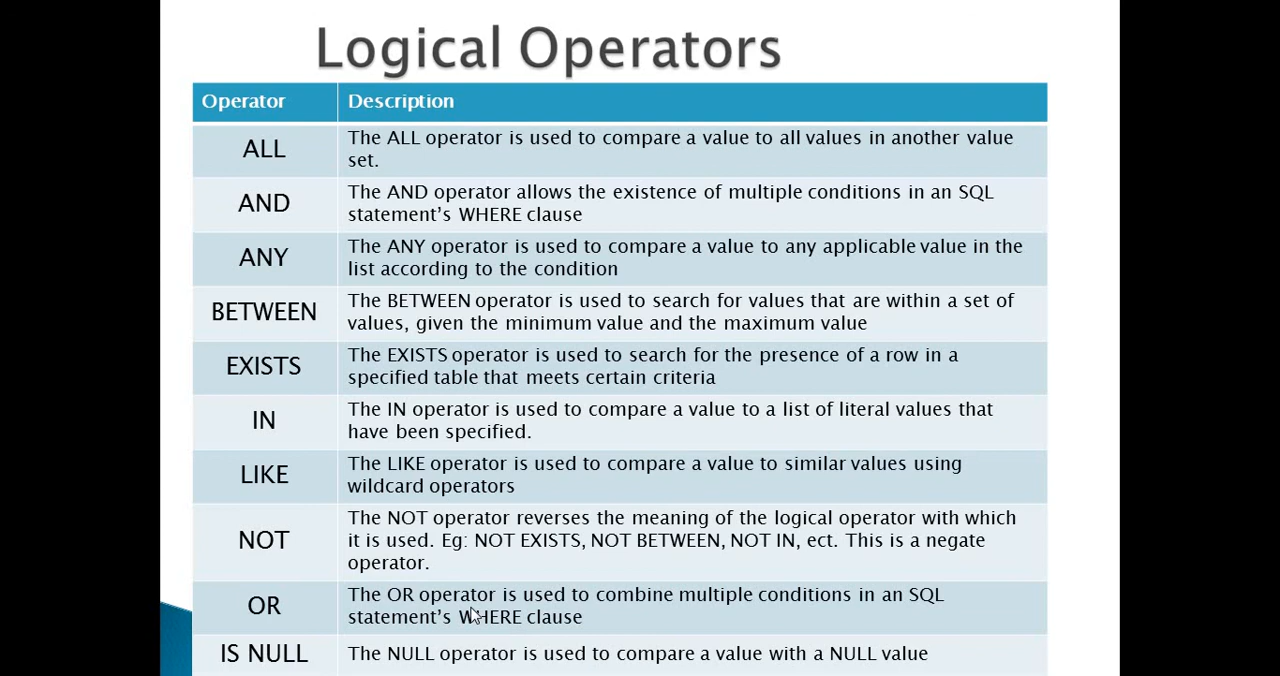 Logical Operators
Operator Description
ALL The ALL operator is used to compare a value to all values in another value
set.
AND The AND operator allows the existence of multiple conditions in an SQL
statement's WHERE clause
ANY The ANY operator is used to compare a value to any applicable value in the
list according to the condition
BETWEEN The BETWEEN operator is used to search for values that are within a set of
values, given the minimum value and the maximum value
EXISTS The EXISTS operator is used to search for the presence of a row in a
specified table that meets certain criteria
IN The IN operator is used to compare a value to a list of literal values that
have been specified.
LIKE The LIKE operator is used to compare a value to similar values using
wildcard operators
NOT The NOT operator reverses the meaning of the logical operator with which
it is used. Eg: NOT EXISTS, NOT BETWEEN, NOT IN, ect. This is a negate
operator.
OR The OR operator is used to combine multiple conditions in an SQL
statement's WHERE clause
IS NULL The NULL operator is used to compare a value with a NULL value